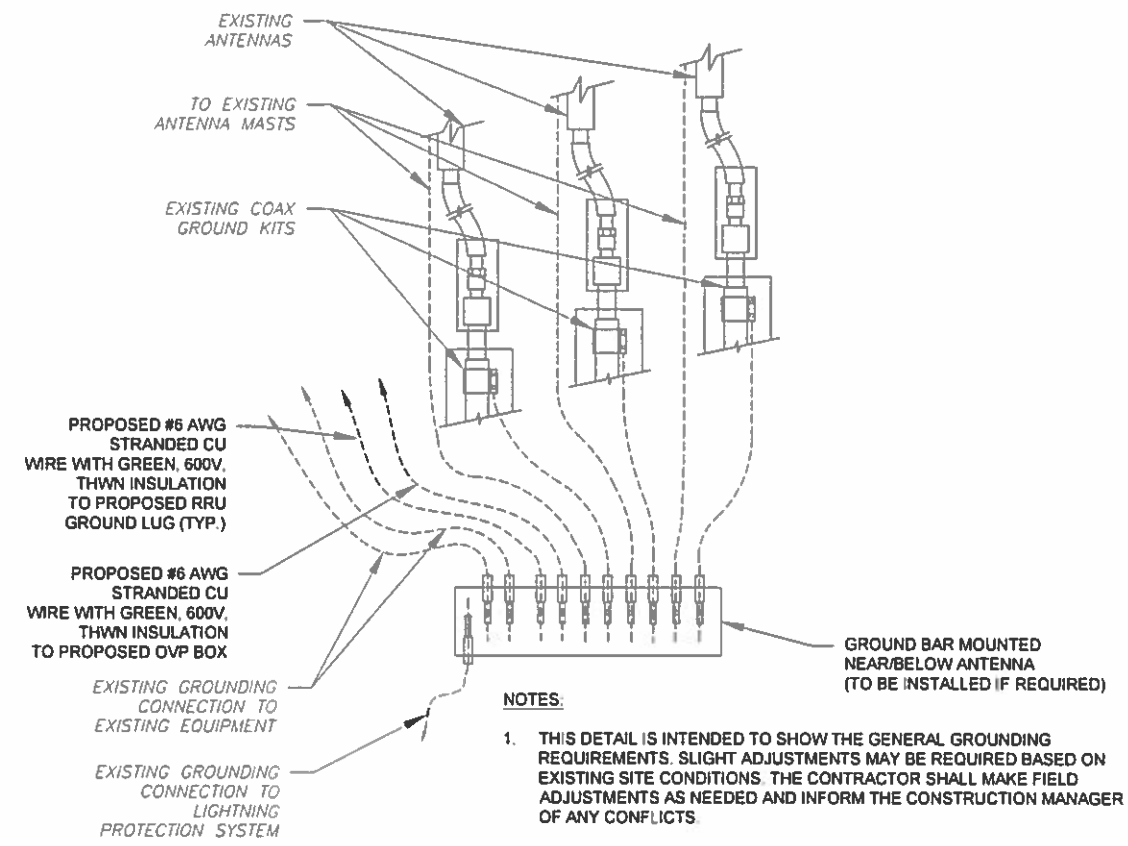 EXISTING
ANTENNAS
TO EXISTING
ANTENNA MASTS
EXISTING COAX
GROUND KITS
PROPOSED #6 AWG
STRANDED CU
WIRE WITH GREEN, 600V,
THWN INSULATION
TO PROPOSED RRU
GROUND LUG (TYP.)
PROPOSED #6 AWG
STRANDED CU
WIRE WITH GREEN, 600V,
THWN INSULATION
TO PROPOSED OVP BOX
EXISTING GROUNDING
CONNECTION TO
EXISTING EQUIPMENT
EXISTING GROUNDING
CONNECTION TO
LIGHTNING
PROTECTION SYSTEM
GROUND BAR MOUNTED
NEAR/BELOW ANTENNA
(TO BE INSTALLED IF REQUIRED)
NOTES:
1. THIS DETAIL IS INTENDED TO SHOW THE GENERAL GROUNDING
REQUIREMENTS. SLIGHT ADJUSTMENTS MAY BE REQUIRED BASED ON
EXISTING SITE CONDITIONS. THE CONTRACTOR SHALL MAKE FIELD
ADJUSTMENTS AS NEEDED AND INFORM THE CONSTRUCTION MANAGER
OF ANY CONFLICTS.